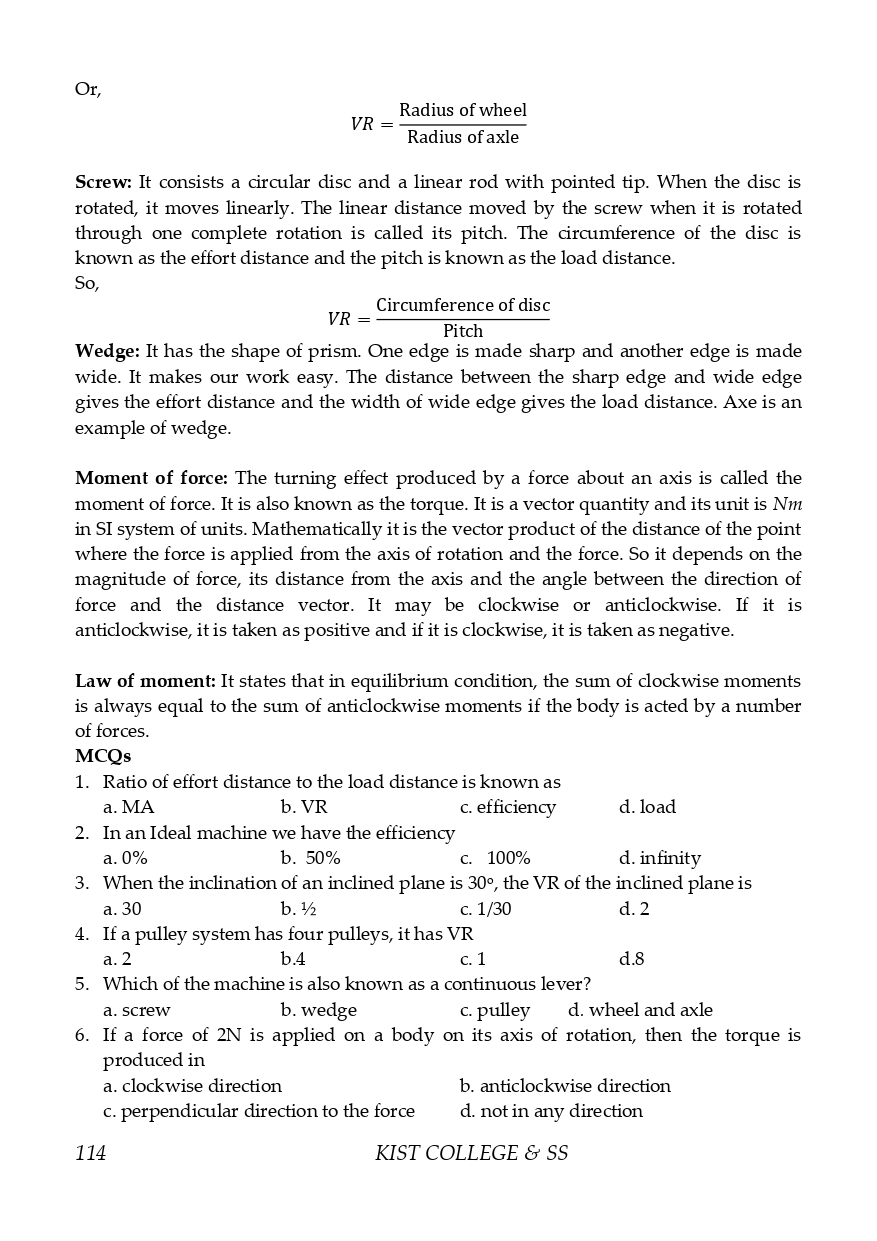 Or,
VR = Radius of wheel / Radius of axle
Screw: It consists a circular disc and a linear rod with pointed tip. When the disc is
rotated, it moves linearly. The linear distance moved by the screw when it is rotated
through one complete rotation is called its pitch. The circumference of the disc is
known as the effort distance and the pitch is known as the load distance.
So,
VR = Circumference of disc / Pitch
Wedge: It has the shape of prism. One edge is made sharp and another edge is made
wide. It makes our work easy. The distance between the sharp edge and wide edge
gives the effort distance and the width of wide edge gives the load distance. Axe is an
example of wedge.
Moment of force: The turning effect produced by a force about an axis is called the
moment of force. It is also known as the torque. It is a vector quantity and its unit is Nm
in SI system of units. Mathematically it is the vector product of the distance of the point
where the force is applied from the axis of rotation and the force. So it depends on the
magnitude of force, its distance from the axis and the angle between the direction of
force and the distance vector. It may be clockwise or anticlockwise. If it is
anticlockwise, it is taken as positive and if it is clockwise, it is taken as negative.
Law of moment: It states that in equilibrium condition, the sum of clockwise moments
is always equal to the sum of anticlockwise moments if the body is acted by a number
of forces.
MCQs
1. Ratio of effort distance to the load distance is known as
a. MA b. VR c. efficiency d. load
2. In an Ideal machine we have the efficiency
a. 0% b. 50% c. 100% d. infinity
3. When the inclination of an inclined plane is 30º, the VR of the inclined plane is
a. 30 b. ½ c. 1/30 d. 2
4. If a pulley system has four pulleys, it has VR
a. 2 b.4 c. 1 d.8
5. Which of the machine is also known as a continuous lever?
a. screw b. wedge c. pulley d. wheel and axle
6. If a force of 2N is applied on a body on its axis of rotation, then the torque is
produced in
a. clockwise direction b. anticlockwise direction
c. perpendicular direction to the force d. not in any direction
114 KIST COLLEGE & SS